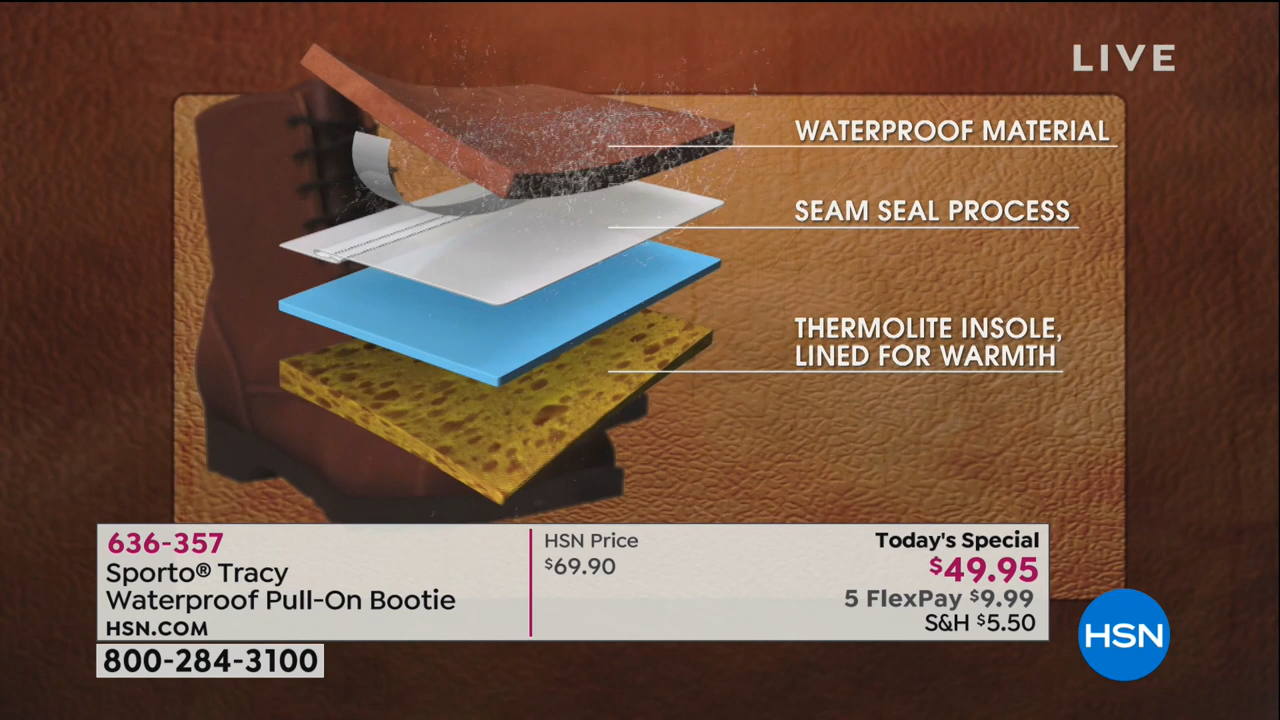 LIVE
WATERPROOF MATERIAL
SEAM SEAL PROCESS
THERMOLITE INSOLE,
LINED FOR WARMTH
636-357
Sporto® Tracy
Waterproof Pull-On Bootie
HSN.COM
800-284-3100
HSN Price
$69.90
Today's Special
$49.95
5 FlexPay $9.99
S&H $5.50
HSN